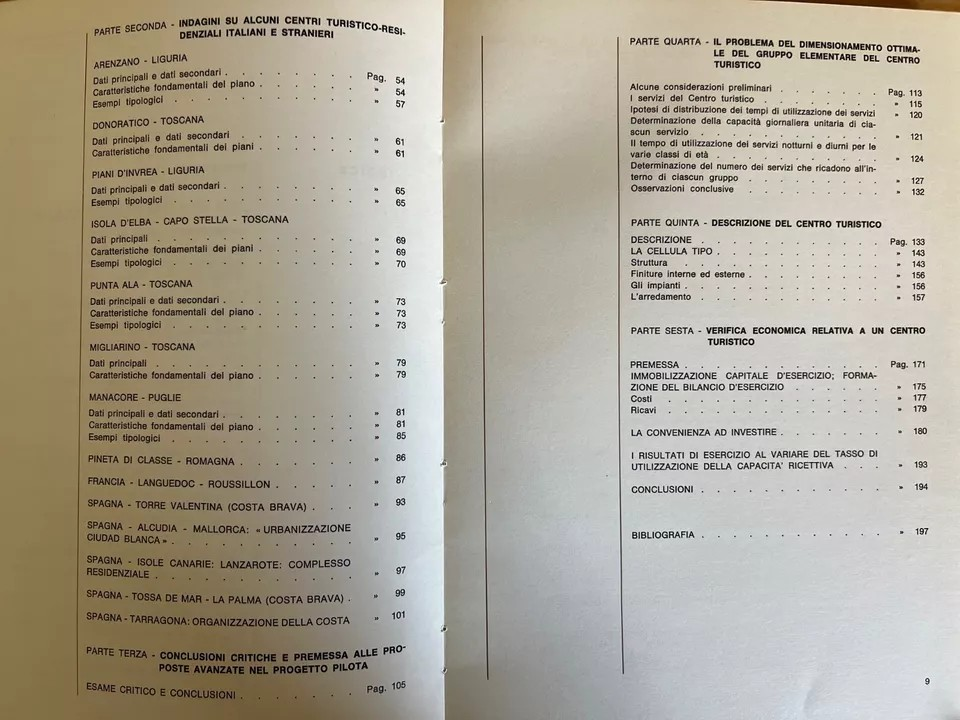 PARTE SECONDA - INDAGINI SU ALCUNI CENTRI TURISTICO-RESI-
DENZIALI ITALIANI E STRANIERI
ARENZANO - LIGURIA
Dati principali e dati secondari . . . . . . . . Pag. 54
Caratteristiche fondamentali del piano . . . . . . » 54
Esempi tipologici . . . . . . . . . . » 57
DONORATICO - TOSCANA
Dati principali e dati secondari . . . . . . . » 61
Caratteristiche fondamentali dei piani . . . . . . » 61
PIANI D'INVREA - LIGURIA
Dati principali e dati secondari . . . . . . . » 65
Esempi tipologici . . . . . . . . . . » 65
ISOLA D'ELBA - CAPO STELLA - TOSCANA
Dati principali . . . . . . . . . . . » 69
Caratteristiche fondamentali dei piani . . . . . . » 69
Esempi tipologici . . . . . . . . . . » 70
PUNTA ALA - TOSCANA
Dati principali e dati secondari . . . . . . . » 73
Caratteristiche fondamentali del piano . . . . . . » 73
Esempi tipologici . . . . . . . . . . » 73
MIGLIARINO - TOSCANA
Dati principali . . . . . . . . . . . » 79
Caratteristiche fondamentali del piano . . . . . . » 79
MANACORE - PUGLIE
Dati principali e dati secondari . . . . . . . » 81
Caratteristiche fondamentali del piano . . . . . . » 81
Esempi tipologici . . . . . . . . . . » 85
PINETA DI CLASSE - ROMAGNA . . . . . . . » 86
FRANCIA - LANGUEDOC - ROUSSILLON . . . . . » 87
SPAGNA - TORRE VALENTINA (COSTA BRAVA) . . . » 93
SPAGNA - ALCUDIA - MALLORCA: « URBANIZZAZIONE
CIUDAD BLANCA » . . . . . . . . . . » 95
SPAGNA - ISOLE CANARIE: LANZAROTE: COMPLESSO
RESIDENZIALE . . . . . . . . . . . » 97
SPAGNA - TOSSA DE MAR - LA PALMA (COSTA BRAVA) . » 99
SPAGNA - TARRAGONA: ORGANIZZAZIONE DELLA COSTA » 101
PARTE TERZA - CONCLUSIONI CRITICHE E PREMESSA ALLE PRO-
POSTE AVANZATE NEL PROGETTO PILOTA
ESAME CRITICO E CONCLUSIONI . . . . . . . Pag. 105
PARTE QUARTA - IL PROBLEMA DEL DIMENSIONAMENTO OTTIMA-
LE DEL GRUPPO ELEMENTARE DEL CENTRO
TURISTICO
Alcune considerazioni preliminari . . . . . . . Pag. 113
I servizi del Centro turistico . . . . . . . . » 115
Ipotesi di distribuzione dei tempi di utilizzazione dei servizi » 120
Determinazione della capacità giornaliera unitaria di cia-
scun servizio . . . . . . . . . . . » 121
Il tempo di utilizzazione dei servizi notturni e diurni per le
varie classi di età . . . . . . . . . . » 124
Determinazione del numero dei servizi che ricadono all'in-
terno di ciascun gruppo . . . . . . . . » 127
Osservazioni conclusive . . . . . . . . . » 132
PARTE QUINTA - DESCRIZIONE DEL CENTRO TURISTICO
DESCRIZIONE . . . . . . . . . . . Pag. 133
LA CELLULA TIPO . . . . . . . . . . » 143
Struttura . . . . . . . . . . . . » 143
Finiture interne ed esterne . . . . . . . . » 156
Gli impianti . . . . . . . . . . . » 156
L'arredamento . . . . . . . . . . . » 157
PARTE SESTA - VERIFICA ECONOMICA RELATIVA A UN CENTRO
TURISTICO
PREMESSA . . . . . . . . . . . . Pag. 171
IMMOBILIZZAZIONE CAPITALE D'ESERCIZIO; FORMA-
ZIONE DEL BILANCIO D'ESERCIZIO . . . . . » 175
Costi . . . . . . . . . . . . . » 177
Ricavi . . . . . . . . . . . . . » 179
LA CONVENIENZA AD INVESTIRE . . . . . . » 180
I RISULTATI DI ESERCIZIO AL VARIARE DEL TASSO DI
UTILIZZAZIONE DELLA CAPACITA' RICETTIVA . . . » 193
CONCLUSIONI . . . . . . . . . . . » 194
BIBLIOGRAFIA . . . . . . . . . . . » 197
9